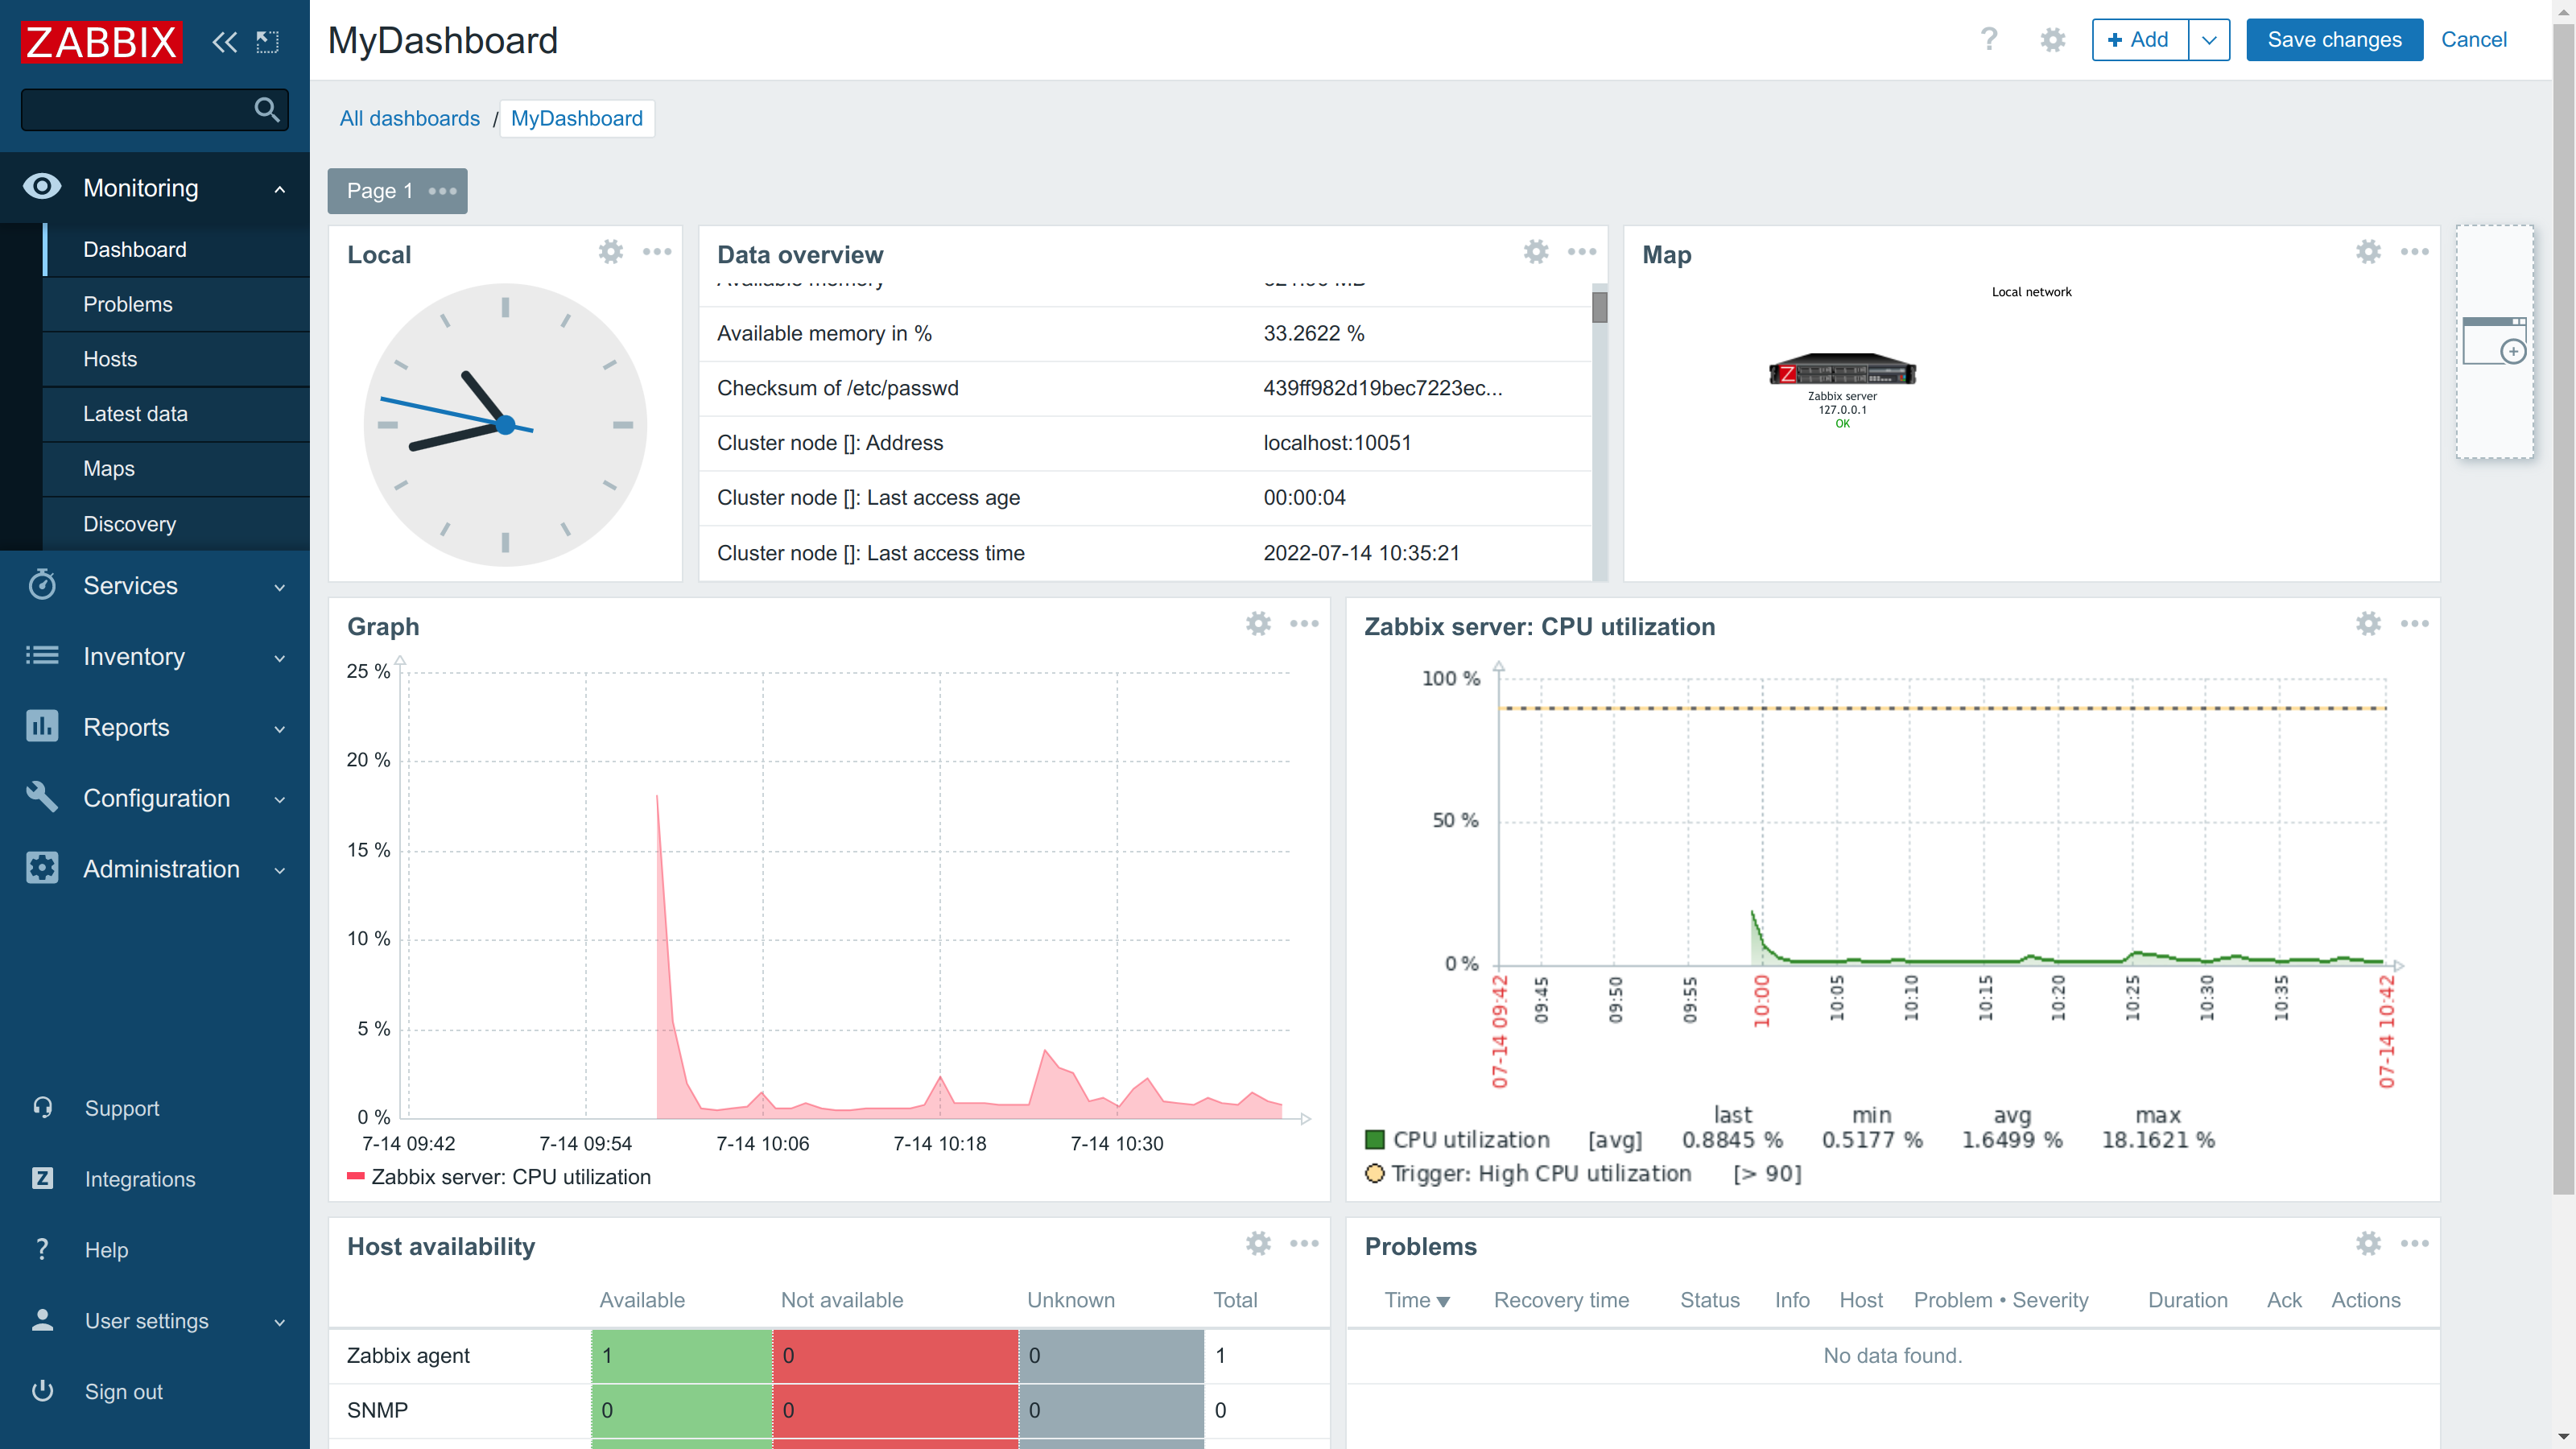 ZABBIX
MyDashboard
? Add Save changes Cancel
All dashboards / MyDashboard
Monitoring
Dashboard
Problems
Hosts
Latest data
Maps
Discovery
Services
Inventory
Reports
Configuration
Administration
Support
Z Integrations
? Help
User settings
Sign out
Page 1
Local
Data overview
Available memory
Available memory in % 33.2622 %
Checksum of /etc/passwd 439ff982d19bec7223ec...
Cluster node []: Address localhost:10051
Cluster node []: Last access age 00:00:04
Cluster node []: Last access time 2022-07-14 10:35:21
Map
Local network
Z
Zabbix server
127.0.0.1
OK
Graph
25 %
20 %
15 %
10 %
5 %
0 %
7-14 09:42 7-14 09:54 7-14 10:06 7-14 10:18 7-14 10:30
Zabbix server: CPU utilization
Zabbix server: CPU utilization
100 %
50 %
0 %
07-14 09:42 09:45 09:50 09:55 10:00 10:05 10:10 10:15 10:20 10:25 10:30 10:35 07-14 10:42
last min avg max
CPU utilization [avg] 0.8845 % 0.5177 % 1.6499 % 18.1621 %
Trigger: High CPU utilization [> 90]
Host availability
Available Not available Unknown Total
Zabbix agent 1 0 0 1
SNMP 0 0 0 0
Problems
Time Recovery time Status Info Host Problem • Severity Duration Ack Actions
No data found.